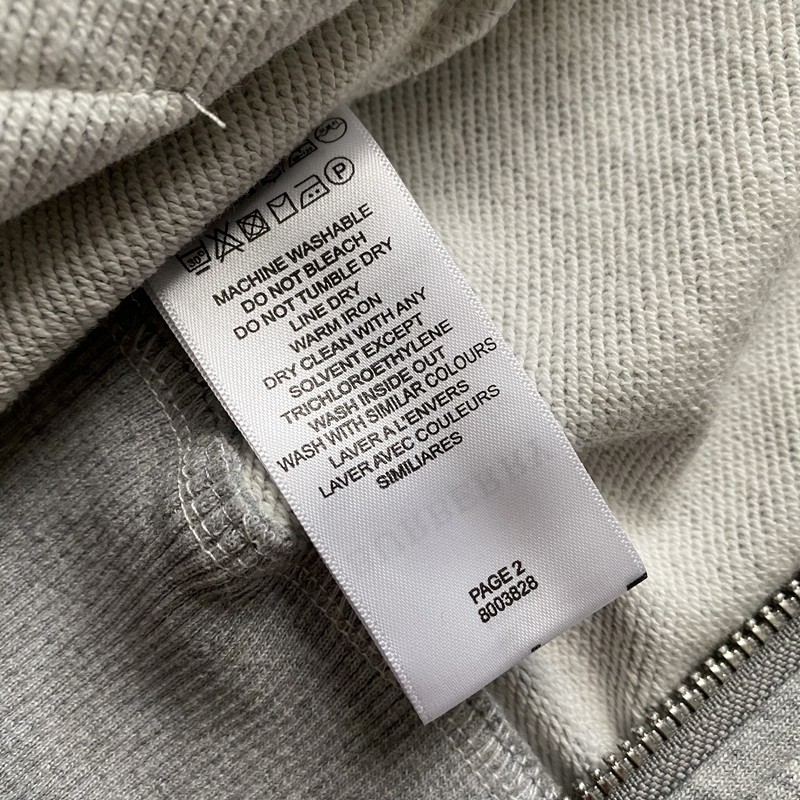 30°
P
MACHINE WASHABLE
DO NOT BLEACH
DO NOT TUMBLE DRY
LINE DRY
WARM IRON
DRY CLEAN WITH ANY
SOLVENT EXCEPT
TRICHLOROETHYLENE
WASH INSIDE OUT
WASH WITH SIMILAR COLOURS
LAVER A L'ENVERS
LAVER AVEC COULEURS
SIMILIARES
PAGE 2
8003828